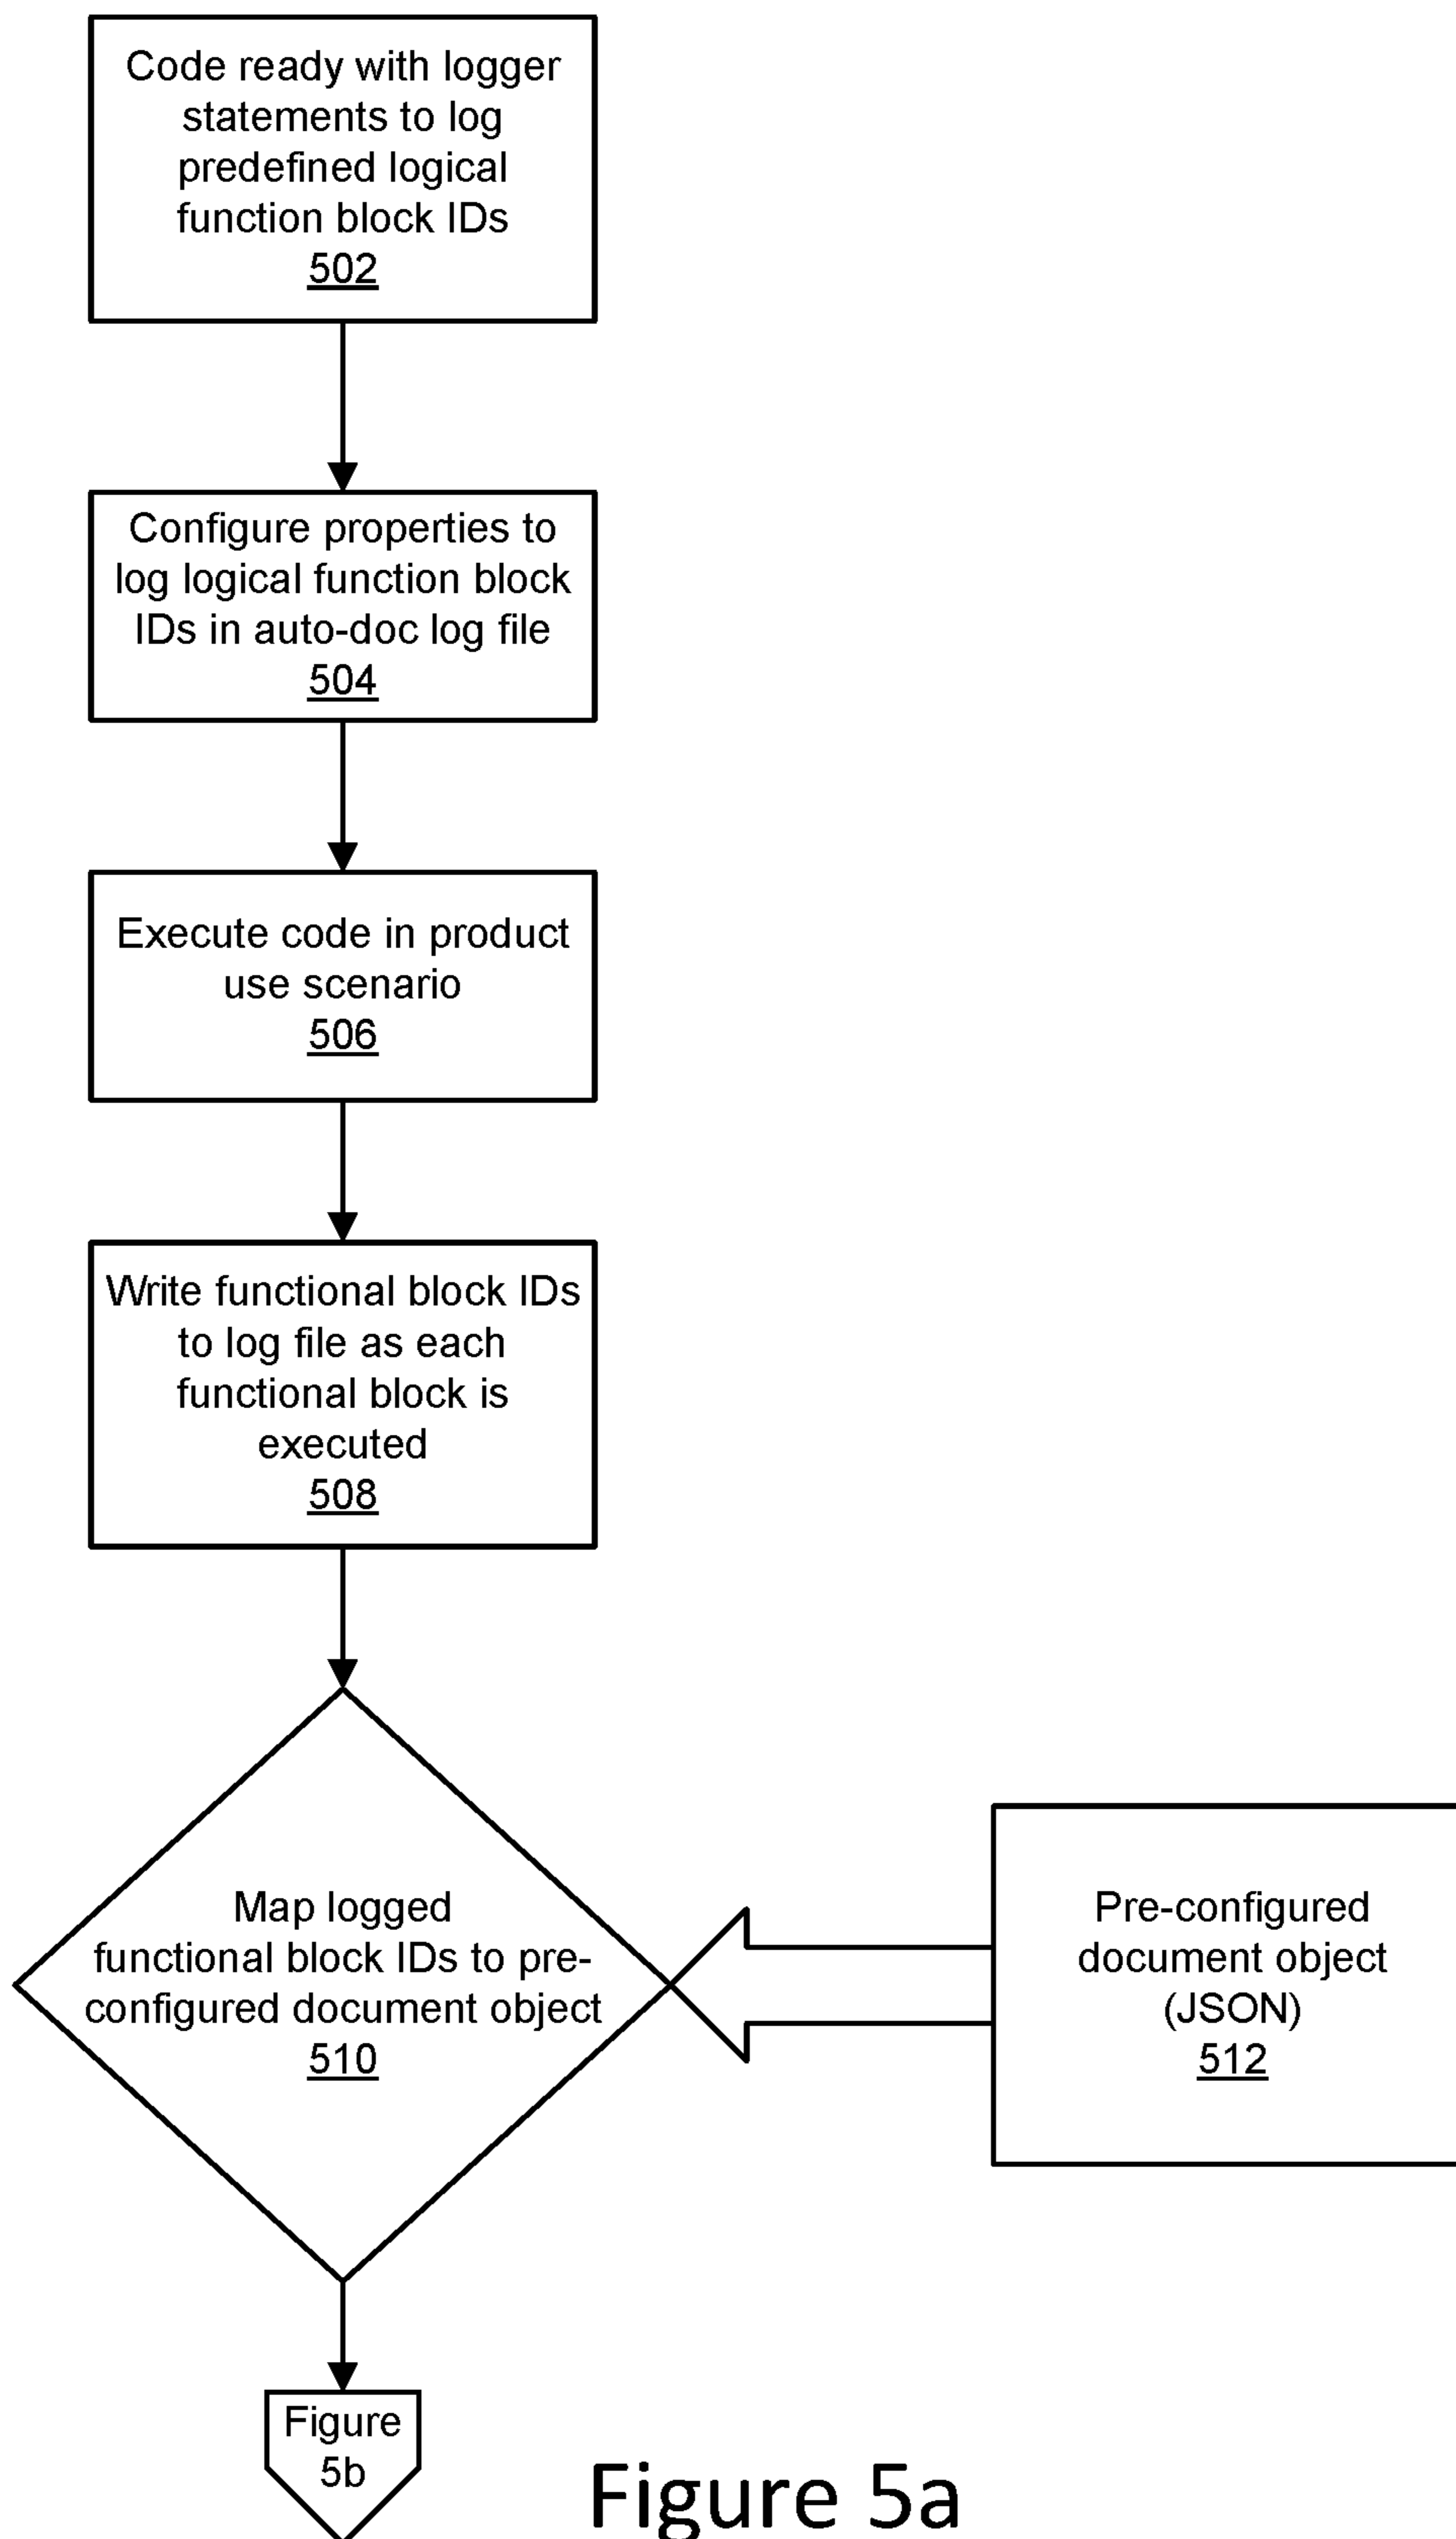 Code ready with logger
statements to log
predefined logical
function block IDs
502
Configure properties to
log logical function block
IDs in auto-doc log file
504
Execute code in product
use scenario
506
Write functional block IDs
to log file as each
functional block is
executed
508
Map logged
functional block IDs to pre-
configured document object
510
Pre-configured
document object
(JSON)
512
Figure
5b
Figure 5a